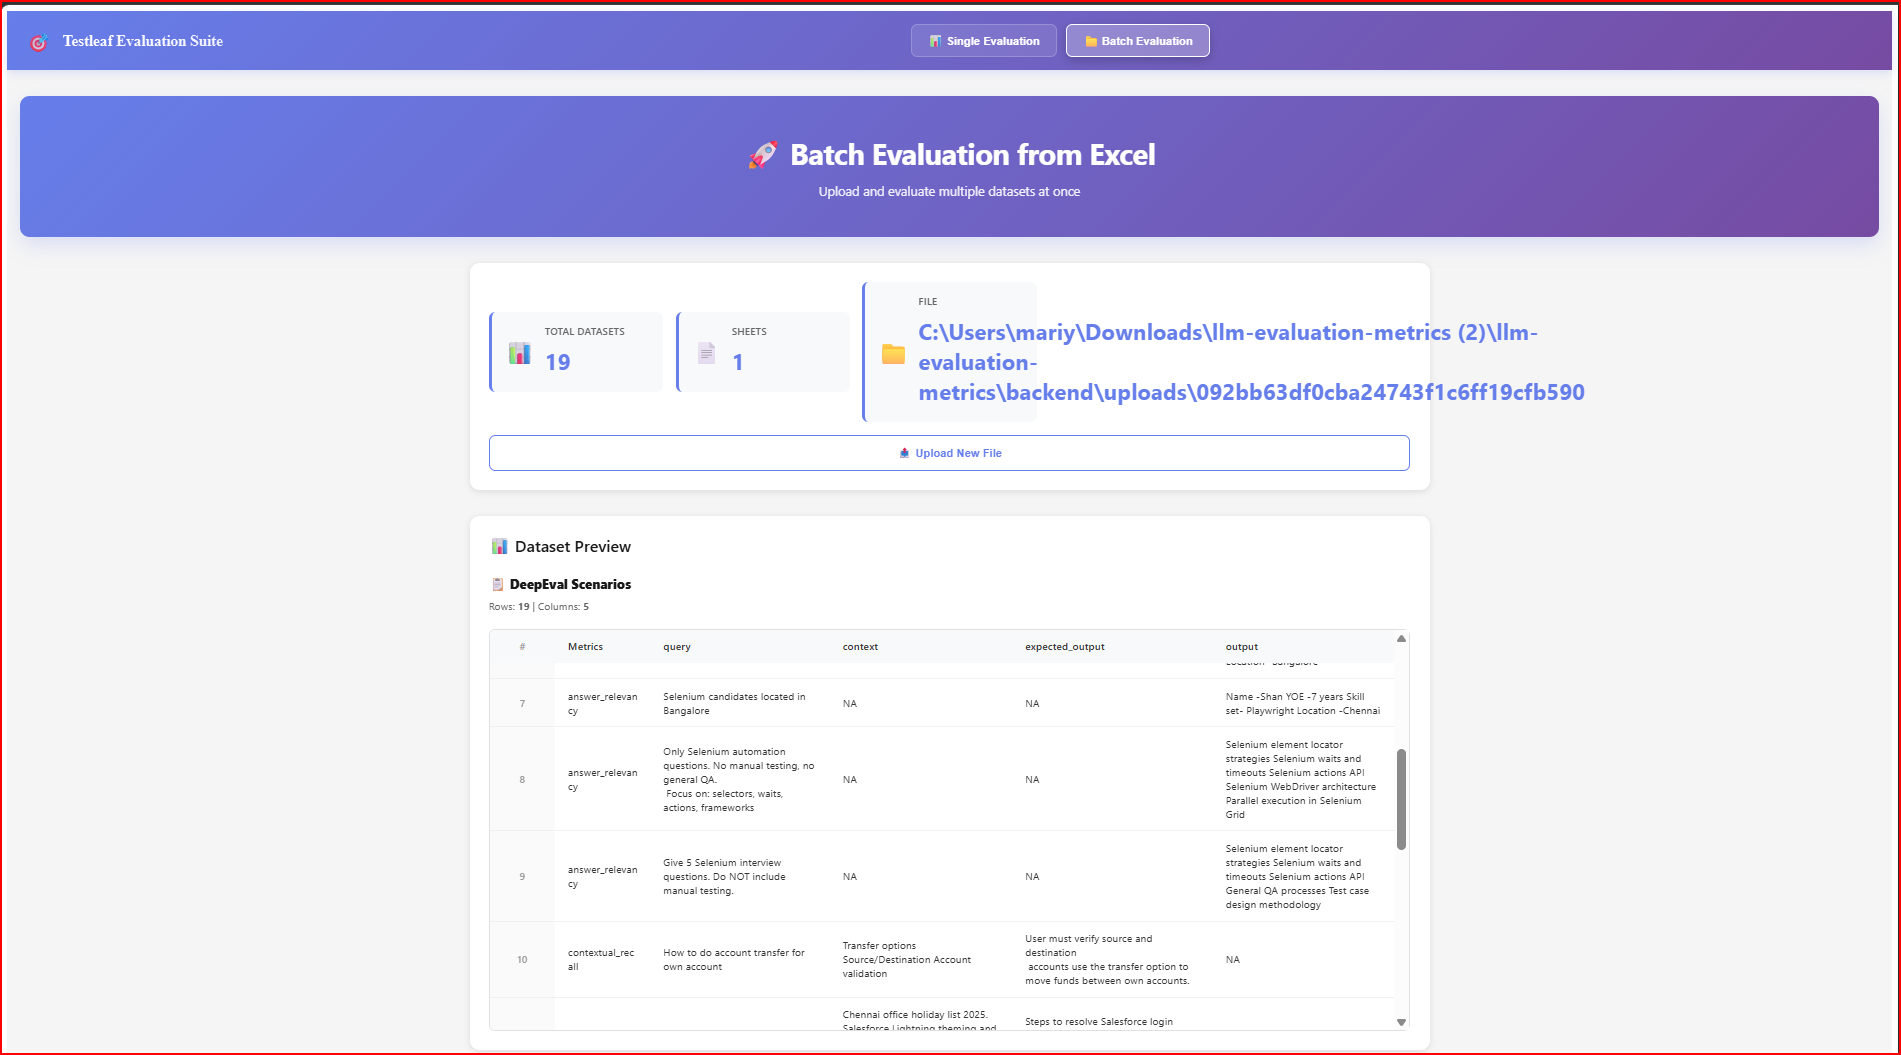 Testleaf Evaluation Suite
Single Evaluation
Batch Evaluation
Batch Evaluation from Excel
Upload and evaluate multiple datasets at once
TOTAL DATASETS
19
SHEETS
1
FILE
C:\Users\mariy\Downloads\llm-evaluation-metrics (2)\llm-
evaluation-
metrics\backend\uploads\092bb63df0cba24743f1c6ff19cfb590
Upload New File
Dataset Preview
DeepEval Scenarios
Rows: 19 | Columns: 5
# Metrics query context expected_output output
Location -Bangalore
7
answer_relevan
cy
Selenium candidates located in
Bangalore
NA
NA
Name -Shan YOE -7 years Skill
set- Playwright Location -Chennai
8
answer_relevan
cy
Only Selenium automation
questions. No manual testing, no
general QA.
Focus on: selectors, waits,
actions, frameworks
NA
NA
Selenium element locator
strategies Selenium waits and
timeouts Selenium actions API
Selenium WebDriver architecture
Parallel execution in Selenium
Grid
9
answer_relevan
cy
Give 5 Selenium interview
questions. Do NOT include
manual testing.
NA
NA
Selenium element locator
strategies Selenium waits and
timeouts Selenium actions API
General QA processes Test case
design methodology
10
contextual_rec
all
How to do account transfer for
own account
Transfer options
Source/Destination Account
validation
User must verify source and
destination
accounts use the transfer option to
move funds between own accounts.
NA
Chennai office holiday list 2025.
Salesforce Lightning theming and
Steps to resolve Salesforce login